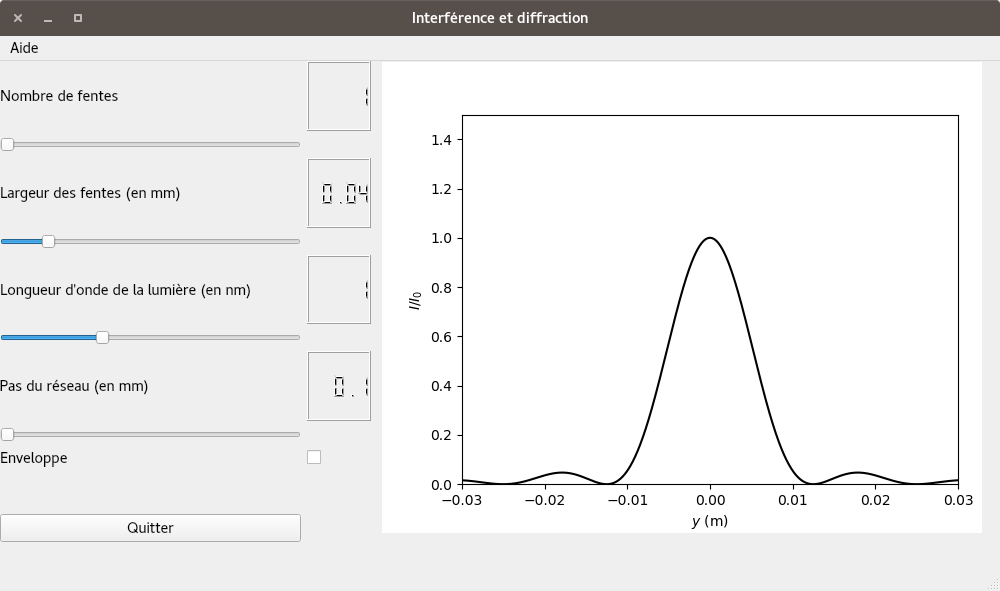 Interférence et diffraction
Aide
Nombre de fentes
Largeur des fentes (en mm)
0.04
Longueur d'onde de la lumière (en nm)
Pas du réseau (en mm)
0.1
Enveloppe
Quitter
1.4
1.2
1.0
0.8
0.6
0.4
0.2
0.0
I/I₀
−0.03 −0.02 −0.01 0.00 0.01 0.02 0.03
y (m)